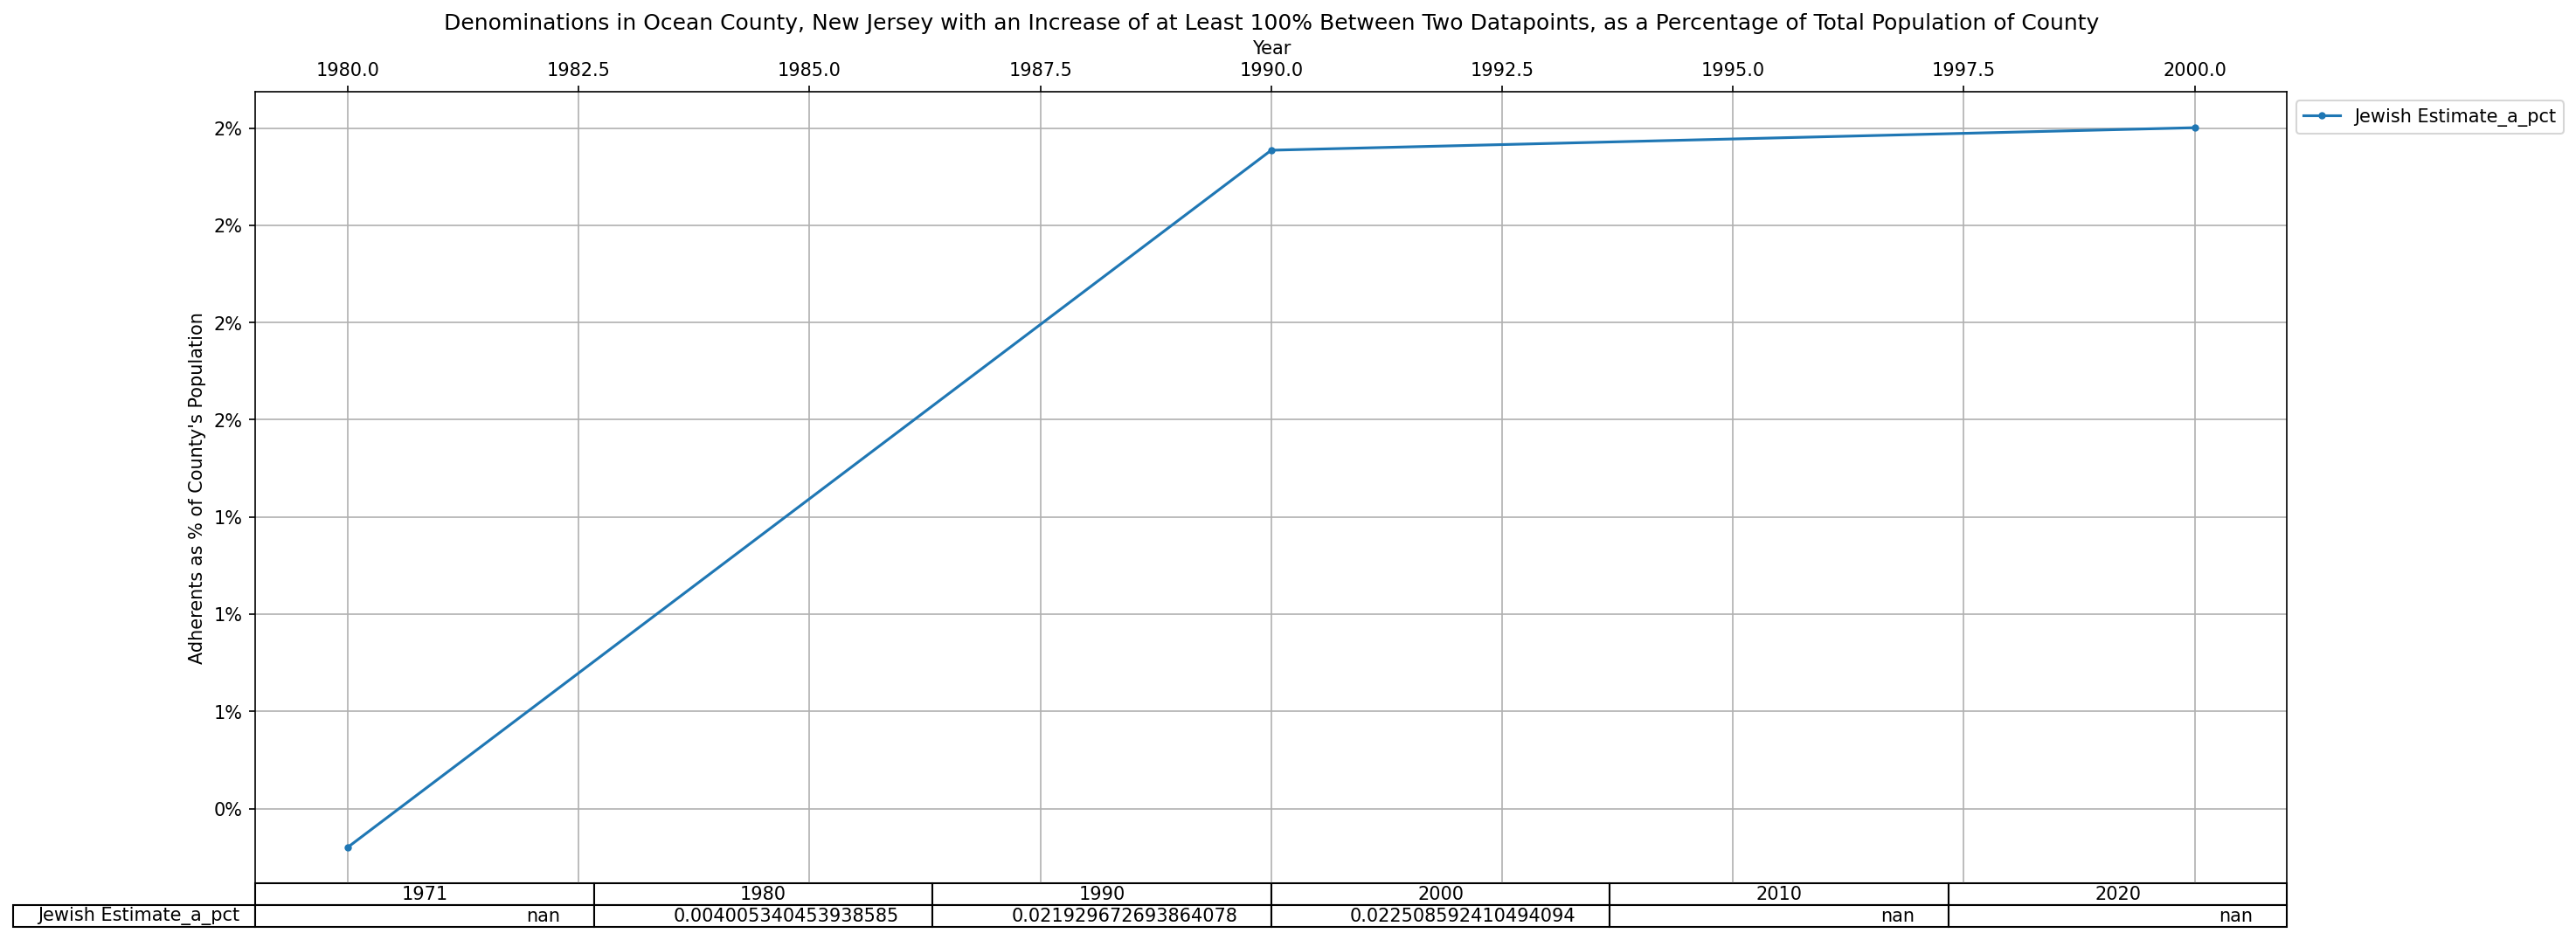 Denominations in Ocean County, New Jersey with an Increase of at Least 100% Between Two Datapoints, as a Percentage of Total Population of County
Year
1980.0 1982.5 1985.0 1987.5 1990.0 1992.5 1995.0 1997.5 2000.0
Jewish Estimate_a_pct
2%
2%
2%
2%
1%
1%
1%
0%
Adherents as % of County's Population
1971 1980 1990 2000 2010 2020
Jewish Estimate_a_pct nan 0.004005340453938585 0.021929672693864078 0.022508592410494094 nan nan